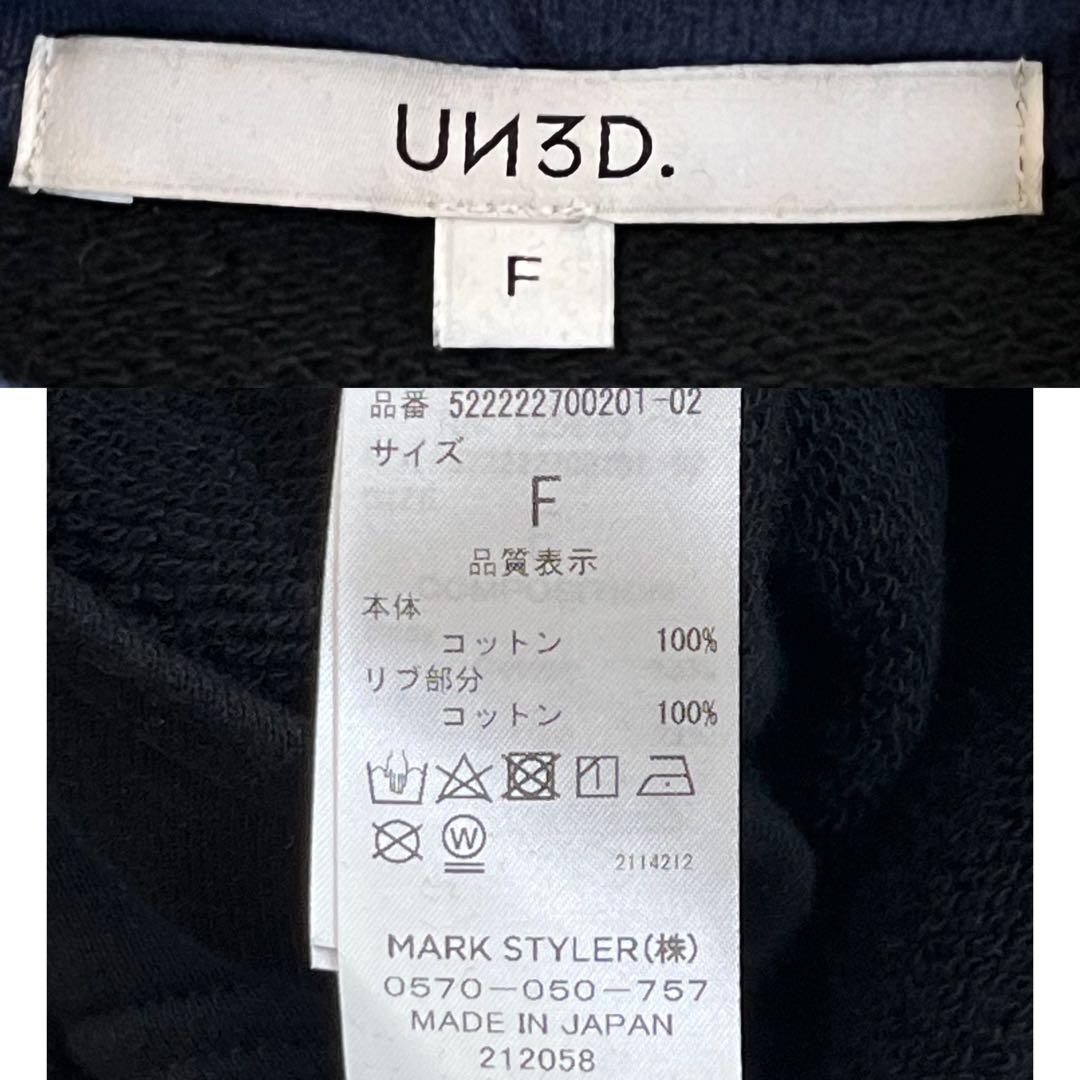 UN3D.
F
品番 522222700201-02
サイズ
F
品質表示
本体
コットン 100%
リブ部分
コットン 100%
W
2114212
MARK STYLER(株)
0570-050-757
MADE IN JAPAN
212058